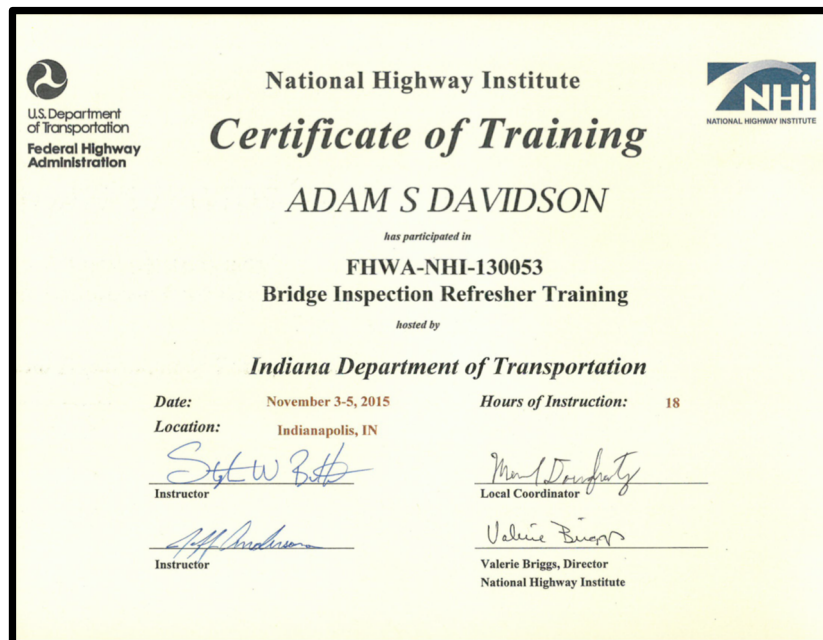 U.S. Department
of Transportation
Federal Highway
Administration
National Highway Institute
NHI
NATIONAL HIGHWAY INSTITUTE
Certificate of Training
ADAM S DAVIDSON
has participated in
FHWA-NHI-130053
Bridge Inspection Refresher Training
hosted by
Indiana Department of Transportation
Date: November 3-5, 2015 Hours of Instruction: 18
Location: Indianapolis, IN
Instructor
Local Coordinator
Jeff Anderson
Valerie Briggs
Instructor
Valerie Briggs, Director
National Highway Institute